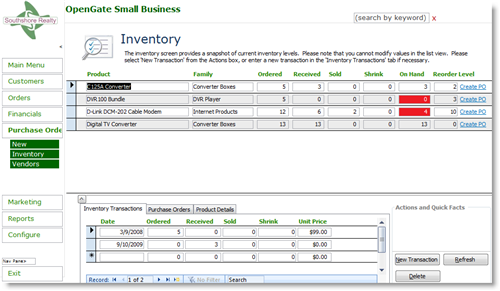 Southshore Realty
OpenGate Small Business
(search by keyword) x
Main Menu
Customers
Orders
Financials
Purchase Orde
New
Inventory
Vendors
Marketing
Reports
Configure
Exit
Inventory
The inventory screen provides a snapshot of current inventory levels. Please note that you cannot modify values in the list view. Please
select 'New Transaction' from the Actions box, or enter a new transaction in the 'Inventory Transactions' tab if necessary.
Product Family Ordered Received Sold Shrink On Hand Reorder Level
C125A Converter Converter Boxes 5 3 0 0 3 2 Create PO
DVR100 Bundle DVR Player 5 0 0 0 0 3 Create PO
D-Link DCM-202 Cable Modem Internet Products 12 6 2 0 4 10 Create PO
Digital TV Converter Converter Boxes 13 13 0 0 13 0 Create PO
Inventory Transactions Purchase Orders Product Details
Date Ordered Received Sold Shrink Unit Price
3/9/2008 5 0 0 0 $99.00
9/10/2009 0 3 0 0 $0.00
0 0 0 0 $0.00
Record: 1 of 2 No Filter Search
Actions and Quick Facts
New Transaction Refresh
Delete